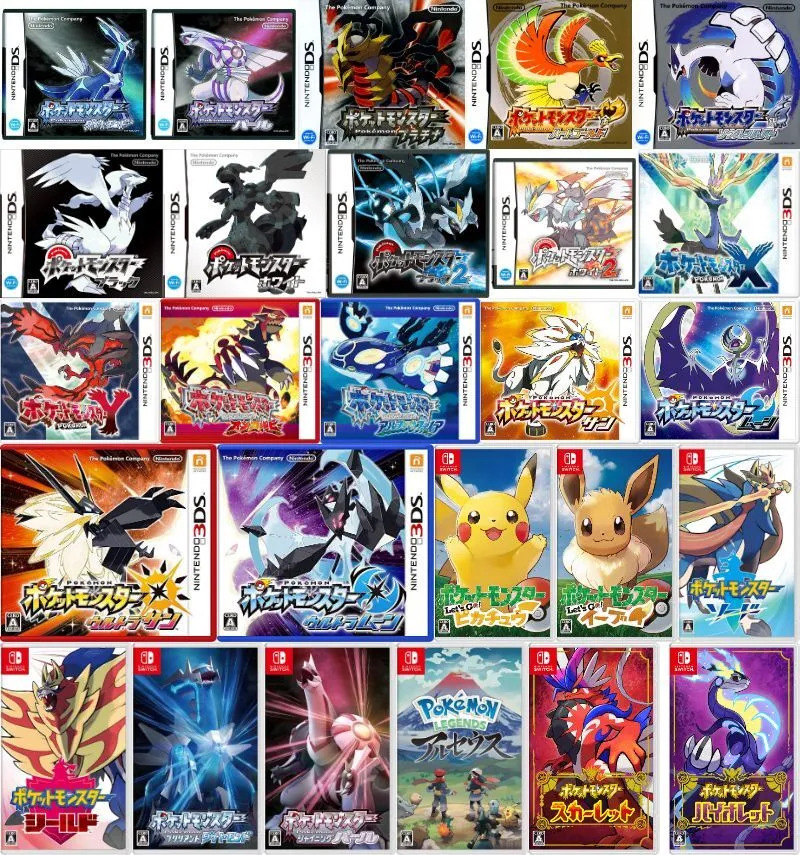 The Pokémon Company
Nintendo
NINTENDO DS
ポケットモンスター
ダイヤモンド
The Pokémon Company
Nintendo
NINTENDO DS
ポケットモンスター
パール
The Pokémon Company
Nintendo
NINTENDO DS
ポケットモンスター
Pokémon
プラチナ
The Pokémon Company
Nintendo
NINTENDO DS
ポケットモンスター
ハートゴールド
The Pokémon Company
Nintendo
NINTENDO DS
ポケットモンスター
ソウルシルバー
The Pokémon Company
Nintendo
NINTENDO DS
ポケットモンスター
ブラック
The Pokémon Company
Nintendo
NINTENDO DS
ポケットモンスター
ホワイト
The Pokémon Company
Nintendo
NINTENDO DS
ポケットモンスター
ブラック2
The Pokémon Company
Nintendo
NINTENDO DS
ポケットモンスター
ホワイト2
NINTENDO 3DS
ポケットモンスター X
POKÉMON
NINTENDO 3DS
ポケットモンスター Y
POKÉMON
The Pokémon Company
Nintendo
NINTENDO 3DS
ポケットモンスター
オメガルビー
The Pokémon Company
Nintendo
NINTENDO 3DS
ポケットモンスター
アルファサファイア
The Pokémon Company
Nintendo
NINTENDO 3DS
POKÉMON
ポケットモンスター
サン
The Pokémon Company
Nintendo
NINTENDO 3DS
POKÉMON
ポケットモンスター
ムーン
The Pokémon Company
Nintendo
NINTENDO 3DS
POKÉMON
ポケットモンスター
ウルトラサン
The Pokémon Company
Nintendo
NINTENDO 3DS
POKÉMON
ポケットモンスター
ウルトラムーン
NINTENDO SWITCH
ポケットモンスター
Let's Go!
ピカチュウ
NINTENDO SWITCH
ポケットモンスター
Let's Go!
イーブイ
NINTENDO SWITCH
ポケットモンスター
ソード
NINTENDO SWITCH
ポケットモンスター
シールド
NINTENDO SWITCH
ポケットモンスター
ブリリアントダイヤモンド
NINTENDO SWITCH
ポケットモンスター
シャイニングパール
NINTENDO SWITCH
POKÉMON
LEGENDS
アルセウス
NINTENDO SWITCH
ポケットモンスター
スカーレット
NINTENDO SWITCH
ポケットモンスター
バイオレット